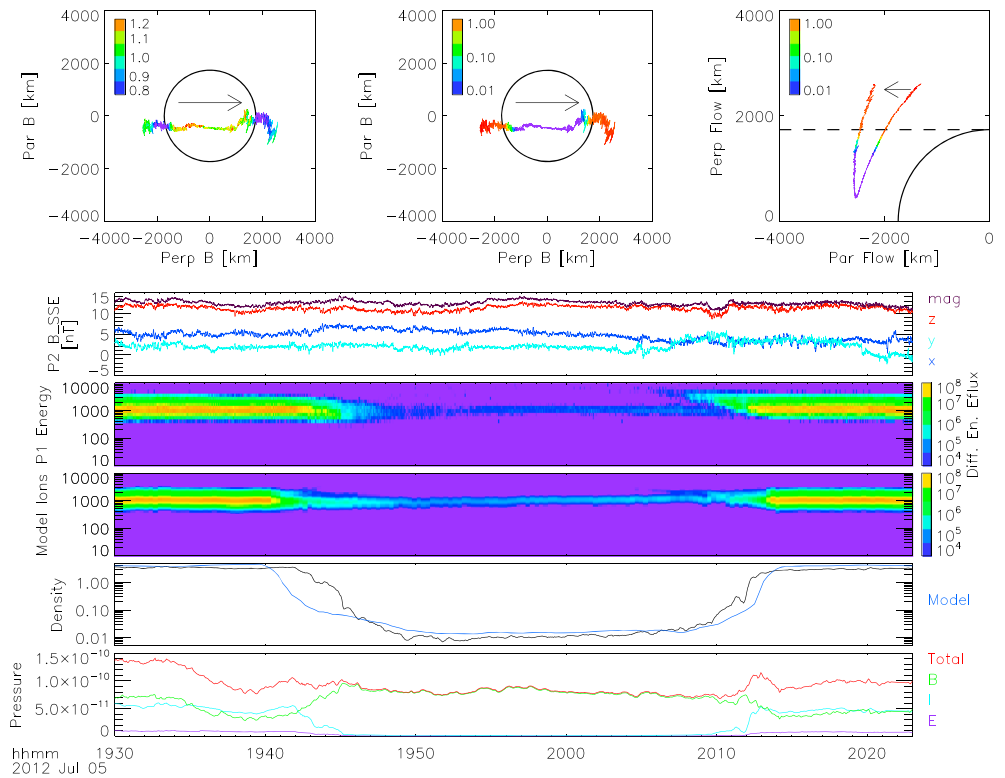 4000
2000
0
−2000
−4000
Par B [km]
1.2
1.1
1.0
0.9
0.8
−4000 −2000 0 2000 4000
Perp B [km]
4000
2000
0
−2000
−4000
Par B [km]
1.00
0.10
0.01
−4000 −2000 0 2000 4000
Perp B [km]
4000
2000
0
Perp Flow [km]
1.00
0.10
0.01
−4000 −2000 0
Par Flow [km]
P2 B_SSE
[nT]
15
10
5
0
−5
mag
z
y
x
P1 Energy
10000
1000
100
10
10⁸
10⁷
10⁶
10⁵
10⁴
Diff. En. Eflux
Model Ions
10000
1000
100
10
10⁸
10⁷
10⁶
10⁵
10⁴
Density
1.00
0.10
0.01
Model
Pressure
1.5×10⁻¹⁰
1.0×10⁻¹⁰
5.0×10⁻¹¹
0
Total
B
I
E
hhmm 1930 1940 1950 2000 2010 2020
2012 Jul 05